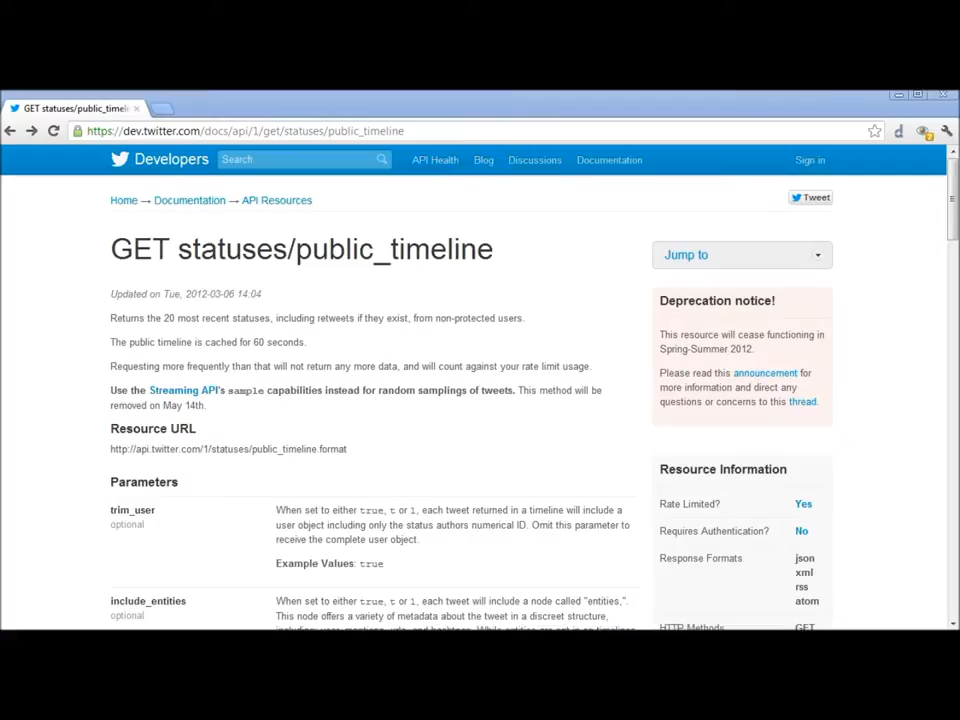 GET statuses/public_timeli
https://dev.twitter.com/docs/api/1/get/statuses/public_timeline
Developers Search API Health Blog Discussions Documentation Sign in
Home → Documentation → API Resources
Tweet
GET statuses/public_timeline
Jump to
Updated on Tue, 2012-03-06 14:04
Returns the 20 most recent statuses, including retweets if they exist, from non-protected users.
The public timeline is cached for 60 seconds.
Requesting more frequently than that will not return any more data, and will count against your rate limit usage.
Use the Streaming API's sample capabilities instead for random samplings of tweets. This method will be
removed on May 14th.
Resource URL
http://api.twitter.com/1/statuses/public_timeline.format
Parameters
trim_user
optional
When set to either true, t or 1, each tweet returned in a timeline will include a
user object including only the status authors numerical ID. Omit this parameter to
receive the complete user object.
Example Values: true
include_entities
optional
When set to either true, t or 1, each tweet will include a node called "entities,".
This node offers a variety of metadata about the tweet in a discreet structure,
Deprecation notice!
This resource will cease functioning in
Spring-Summer 2012.
Please read this announcement for
more information and direct any
questions or concerns to this thread.
Resource Information
Rate Limited? Yes
Requires Authentication? No
Response Formats json
xml
rss
atom
HTTP Methods GET